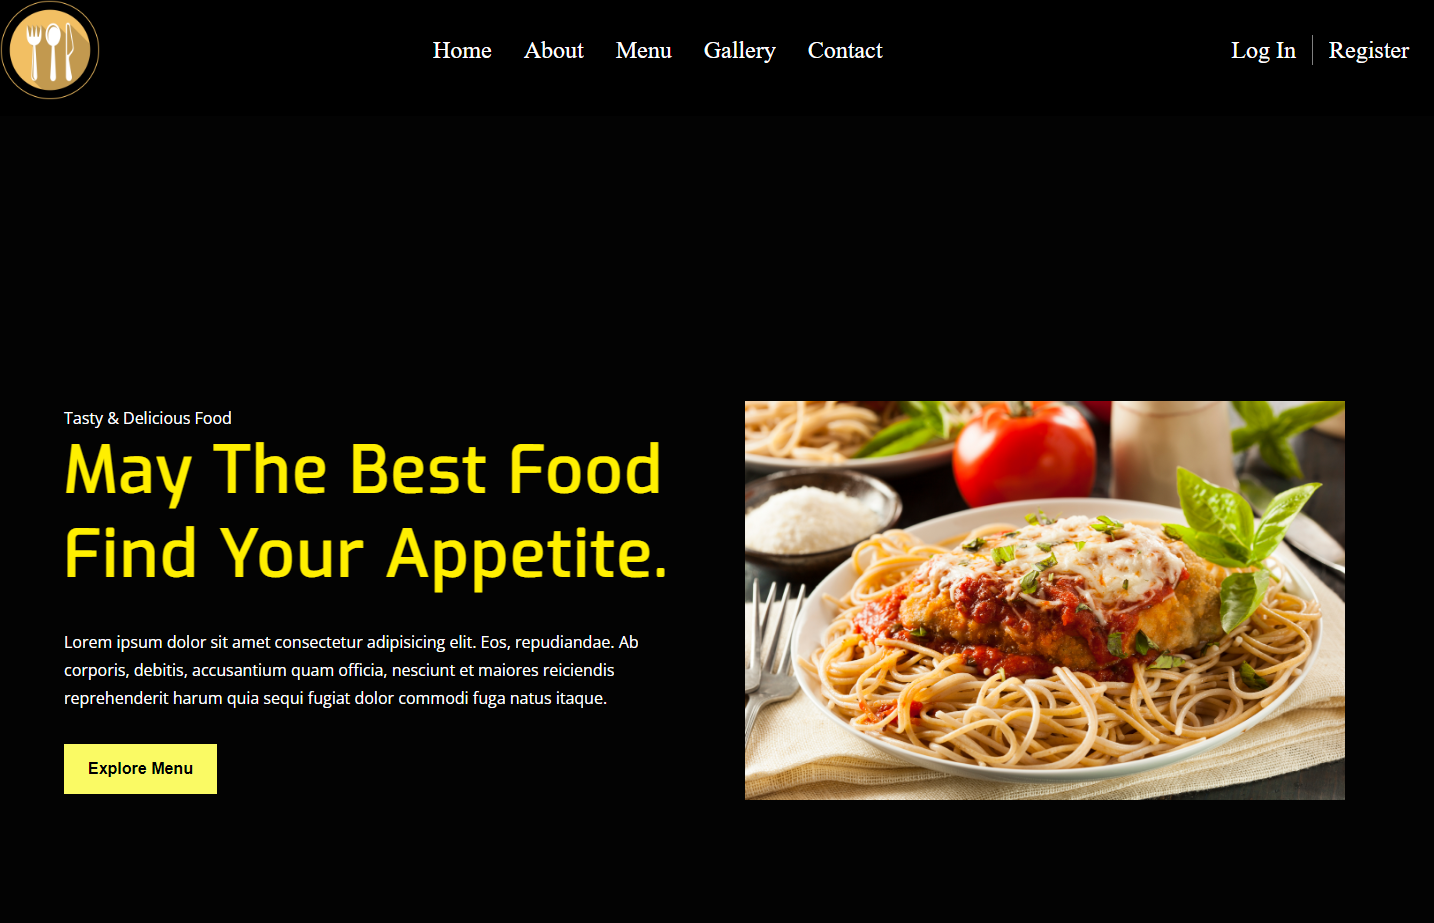 Home About Menu Gallery Contact Log In Register
Tasty & Delicious Food
May The Best Food
Find Your Appetite.
Lorem ipsum dolor sit amet consectetur adipisicing elit. Eos, repudiandae. Ab
corporis, debitis, accusantium quam officia, nesciunt et maiores reiciendis
reprehenderit harum quia sequi fugiat dolor commodi fuga natus itaque.
Explore Menu